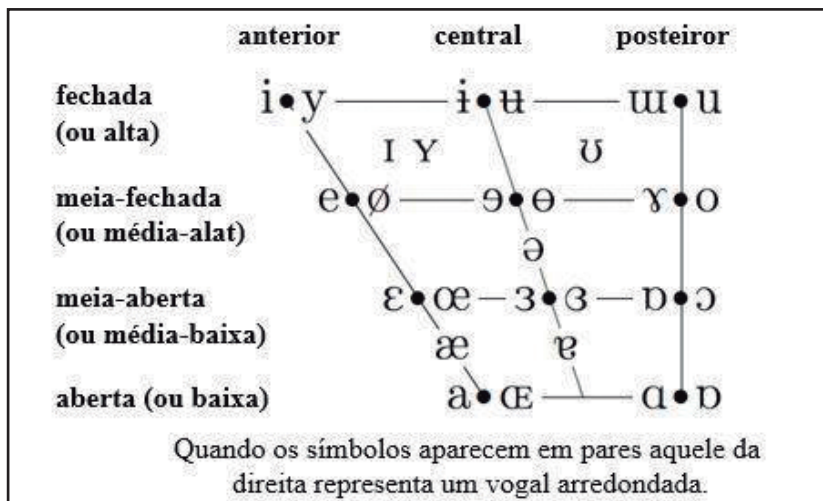 anterior central posteiror
fechada i • y ɨ • ʉ ɯ • u
(ou alta)
I Y ʊ
meia-fechada e • ø ɘ • ɵ ɤ • o
(ou média-alat)
ə
meia-aberta ɛ • œ ɜ • ɞ ɒ • ɔ
(ou média-baixa)
æ ɐ
aberta (ou baixa) a • Œ ɑ • ɒ
Quando os símbolos aparecem em pares aquele da
direita representa um vogal arredondada.